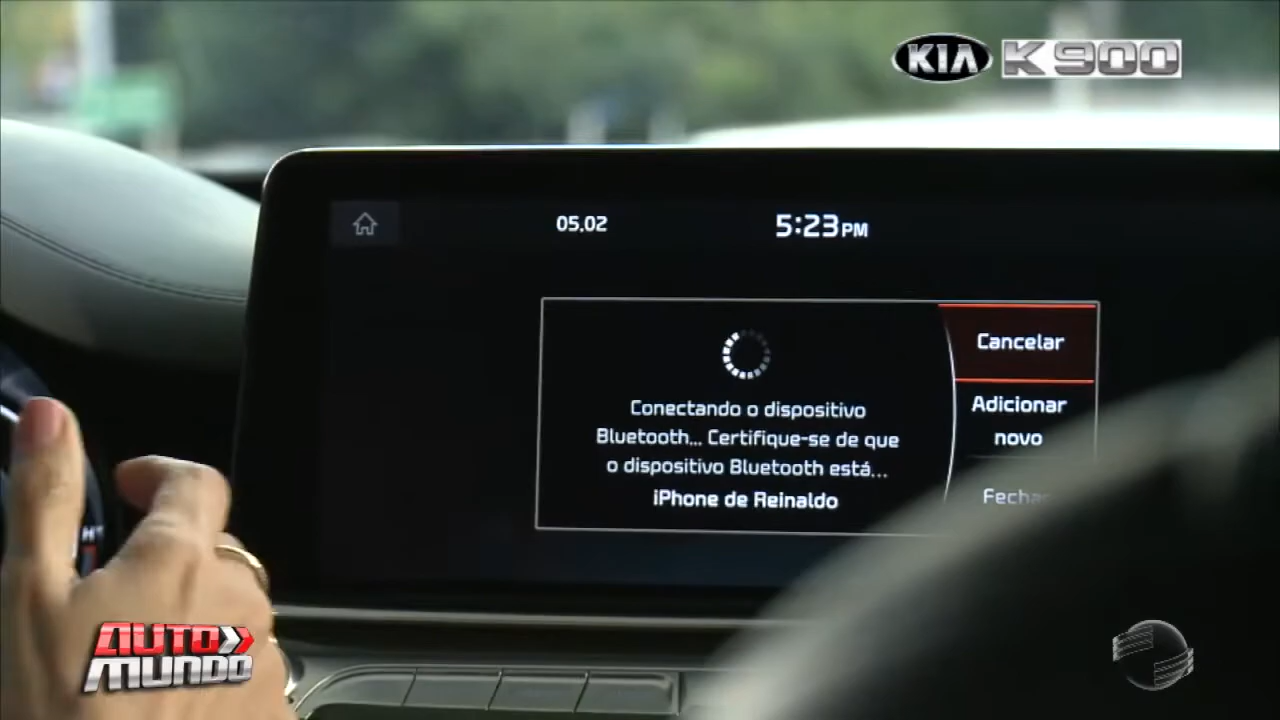 KIA K900
05.02
5:23PM
Cancelar
Conectando o dispositivo
Bluetooth... Certifique-se de que
o dispositivo Bluetooth está...
iPhone de Reinaldo
Adicionar
novo
AUTO
MUNDO